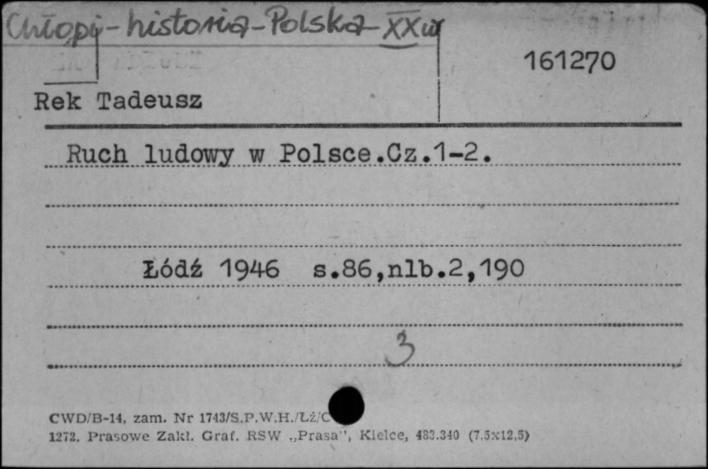 Chłopi - historia - Polska - XX w
161270
Rek Tadeusz
Ruch ludowy w Polsce.Cz.1-2.
Łódź 1946 s.86,nlb.2,190
3
CWD/B-14, zam. Nr 1743/S.P.W.H./Łź/C
1272. Prasowe Zakł. Graf. RSW „Prasa", Kielce, 483.340 (7,5x12,5)